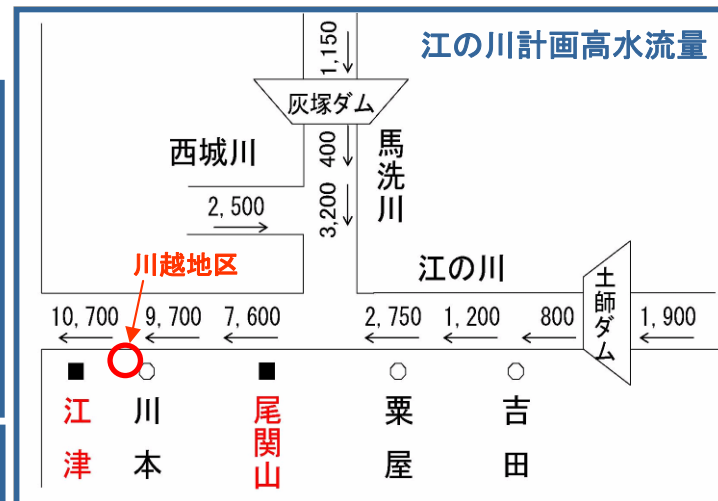 江の川計画高水流量
1,150
灰塚ダム
400
馬洗川
西城川
3,200
2,500
川越地区
江の川
土師ダム
10,700
9,700
7,600
2,750
1,200
800
1,900
江津
川本
尾関山
粟屋
吉田